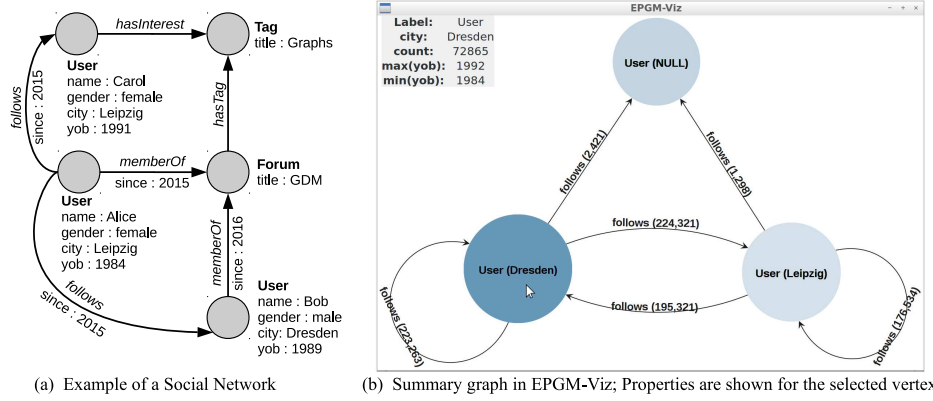 hasInterest
Tag
title : Graphs
User
name : Carol
gender : female
city : Leipzig
yob : 1991
follows
since : 2015
hasTag
memberOf
since : 2015
Forum
title : GDM
User
name : Alice
gender : female
city : Leipzig
yob : 1984
memberOf
since : 2016
follows
since : 2015
User
name : Bob
gender : male
city: Dresden
yob : 1989
(a) Example of a Social Network
EPGM-Viz
Label: User
city: Dresden
count: 72865
max(yob): 1992
min(yob): 1984
User (NULL)
follows (2,421)
follows (1,298)
follows (224,321)
User (Dresden)
User (Leipzig)
follows (195,321)
follows (223,263)
follows (176,534)
(b) Summary graph in EPGM-Viz; Properties are shown for the selected vertex